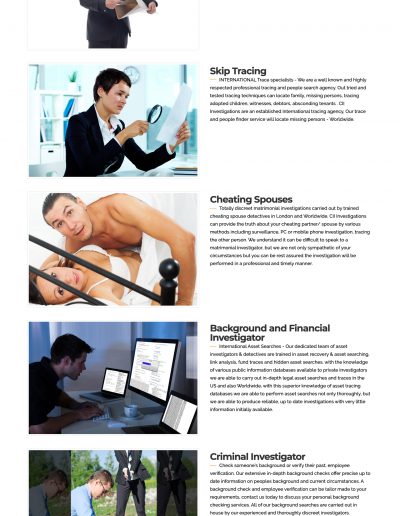 Skip Tracing
INTERNATIONAL Trace specialists - We are a well known and highly
respected professional tracing and people search agency. Out tried and
tested tracing techniques can locate family, missing persons, tracing
adopted children, witnesses, debtors, absconding tenants. CII
Investigations are an established international tracing agency. Our trace
and people finder service will locate missing persons - Worldwide.
Cheating Spouses
Totally discreet matrimonial investigations carried out by trained
cheating spouse detectives in London and Worldwide. CII Investigations
can provide the truth about your cheating partner/ spouse by various
methods including surveillance, PC or mobile phone investigation, tracing
the other person. We understand it can be difficult to speak to a
matrimonial investigator, but we are not only sympathetic of your
circumstances but you can be rest assured the investigation will be
performed in a professional and timely manner.
Background and Financial
Investigator
International Asset Searches - Our dedicated team of asset
investigators & detectives are trained in asset recovery & asset searching,
link analysis, fund traces and hidden asset searches, with the knowledge
of various public information databases available to private investigators
we are able to carry out in-depth legal asset searches and traces in the
US and also Worldwide, with this superior knowledge of asset tracing
databases we are able to perform asset searches not only thoroughly, but
we are able to produce reliable, up to date investigations with very little
information initially available.
Criminal Investigator
Check someone's background or verify their past employee
verification. Our extensive in-depth background checks offer precise up to
date information on peoples background and current circumstances. A
background check and employee verification can be tailor made to your
requirements, contact us today to discuss your personal background
checking services. All of our background searches are carried out in
house by our experienced and thoroughly discreet investigators.